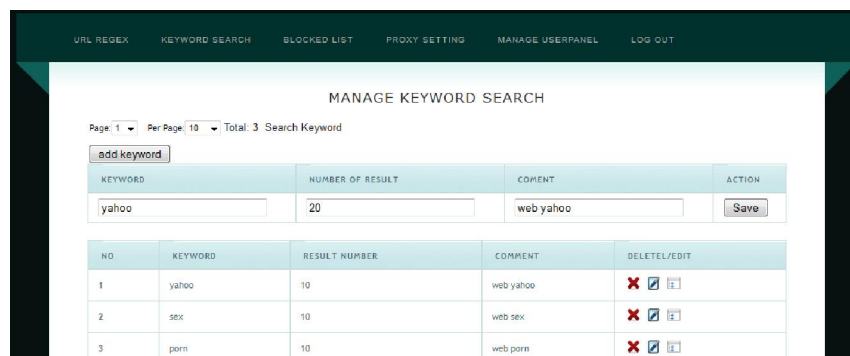 URL REGEX KEYWORD SEARCH BLOCKED LIST PROXY SETTING MANAGE USERPANEL LOG OUT
MANAGE KEYWORD SEARCH
Page: 1 Per Page: 10 Total: 3 Search Keyword
add keyword
KEYWORD NUMBER OF RESULT COMENT ACTION
yahoo 20 web yahoo Save
NO KEYWORD RESULT NUMBER COMMENT DELETEL/EDIT
1 yahoo 10 web yahoo
2 sex 10 web sex
3 porn 10 web porn